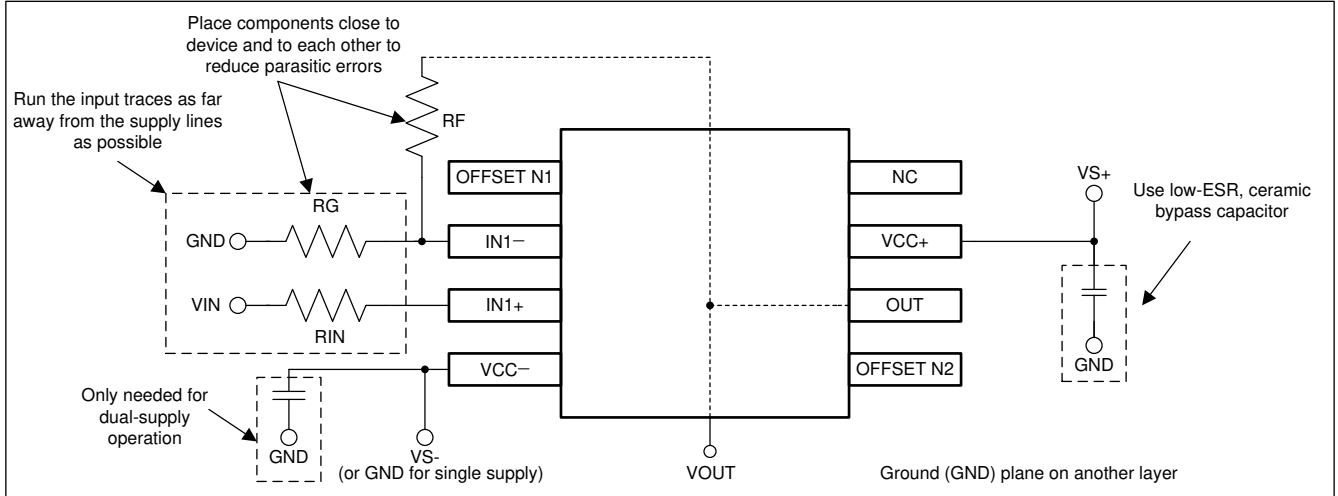 Place components close to
device and to each other to
reduce parasitic errors
Run the input traces as far
away from the supply lines
as possible
RF
OFFSET N1
NC
VS+
Use low-ESR, ceramic
bypass capacitor
RG
GND
IN1−
VCC+
VIN
RIN
IN1+
OUT
GND
VCC−
OFFSET N2
Only needed for
dual-supply
operation
GND
VS-
(or GND for single supply)
VOUT
Ground (GND) plane on another layer